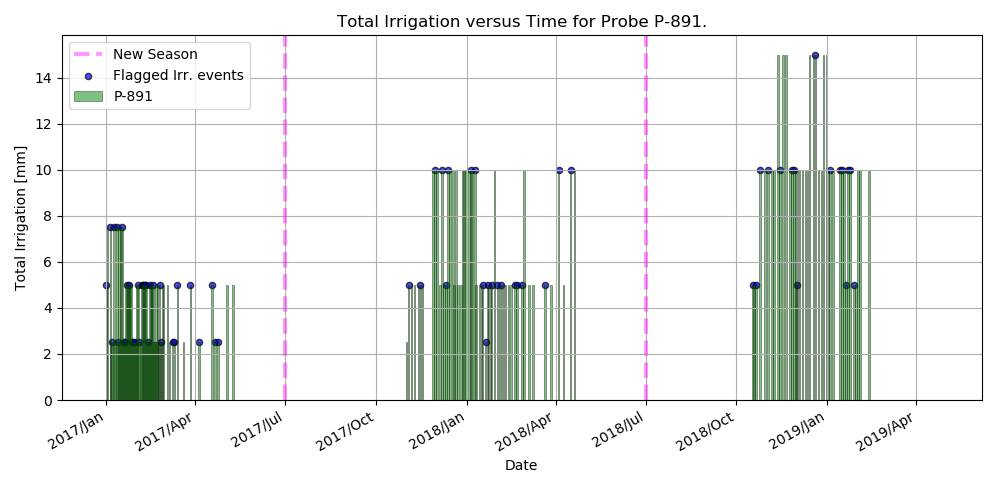 Total Irrigation versus Time for Probe P-891.
New Season
Flagged Irr. events
P-891
Total Irrigation [mm]
14
12
10
8
6
4
2
0
2017/Jan
2017/Apr
2017/Jul
2017/Oct
2018/Jan
2018/Apr
2018/Jul
2018/Oct
2019/Jan
2019/Apr
Date